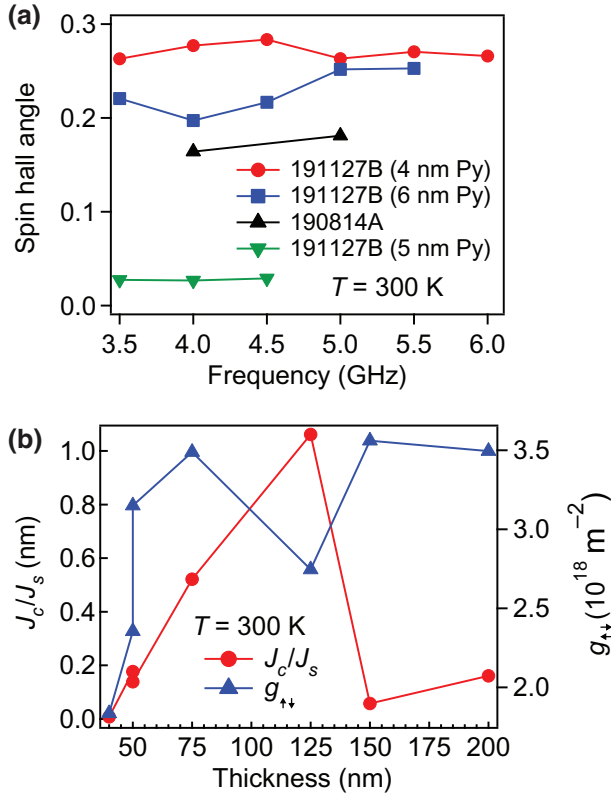 (a)
0.3
0.2
0.1
0.0
Spin hall angle
191127B (4 nm Py)
191127B (6 nm Py)
190814A
191127B (5 nm Py)
T = 300 K
3.5 4.0 4.5 5.0 5.5 6.0
Frequency (GHz)
(b)
1.0
0.8
0.6
0.4
0.2
0.0
Jc/Js (nm)
T = 300 K
Jc/Js
g↑↓
3.5
3.0
2.5
2.0
g↑↓(10^18 m^−2)
50 75 100 125 150 175 200
Thickness (nm)